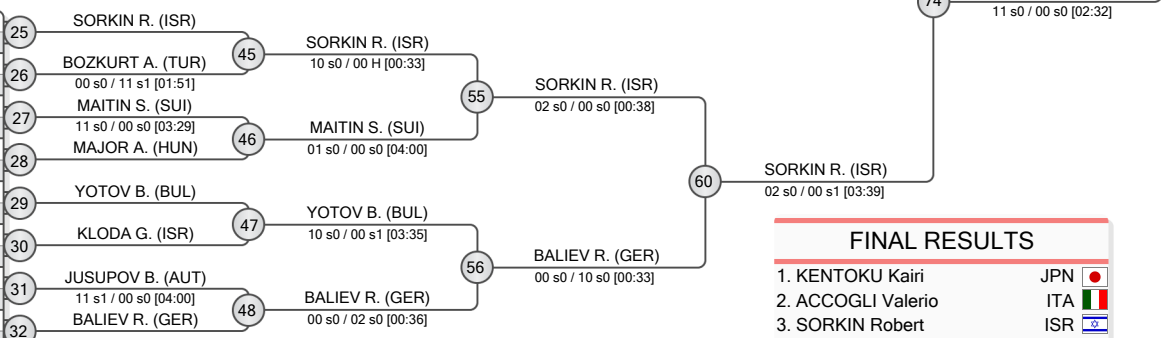 74
11 s0 / 00 s0 [02:32]
25
SORKIN R. (ISR)
45
SORKIN R. (ISR)
10 s0 / 00 H [00:33]
26
BOZKURT A. (TUR)
00 s0 / 11 s1 [01:51]
55
SORKIN R. (ISR)
02 s0 / 00 s0 [00:38]
27
MAITIN S. (SUI)
11 s0 / 00 s0 [03:29]
46
MAITIN S. (SUI)
01 s0 / 00 s0 [04:00]
28
MAJOR A. (HUN)
60
SORKIN R. (ISR)
02 s0 / 00 s1 [03:39]
29
YOTOV B. (BUL)
47
YOTOV B. (BUL)
10 s0 / 00 s1 [03:35]
30
KLODA G. (ISR)
56
BALIEV R. (GER)
00 s0 / 10 s0 [00:33]
31
JUSUPOV B. (AUT)
11 s1 / 00 s0 [04:00]
48
BALIEV R. (GER)
00 s0 / 02 s0 [00:36]
32
BALIEV R. (GER)
FINAL RESULTS
1. KENTOKU Kairi JPN
2. ACCOGLI Valerio ITA
3. SORKIN Robert ISR